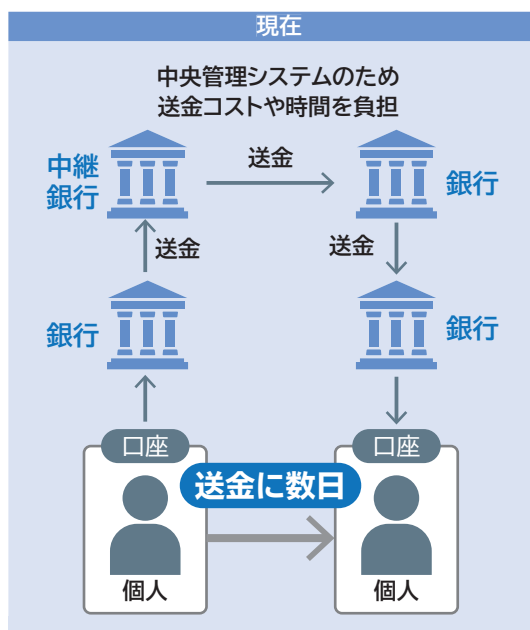 現在
中央管理システムのため
送金コストや時間を負担
中継
銀行
送金
銀行
送金
送金
銀行
銀行
口座
口座
送金に数日
個人
個人